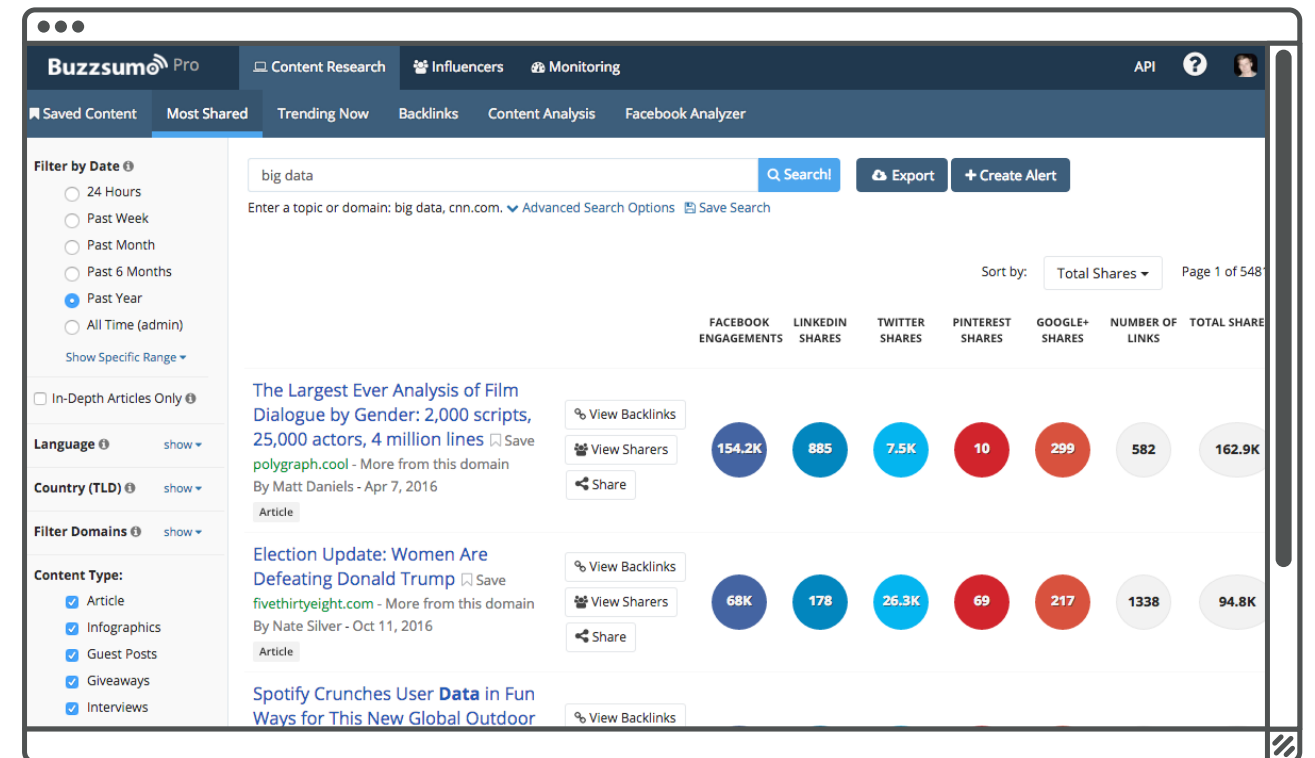 Buzzsumo Pro
Content Research
Influencers
Monitoring
API
?
Saved Content
Most Shared
Trending Now
Backlinks
Content Analysis
Facebook Analyzer
Filter by Date
24 Hours
Past Week
Past Month
Past 6 Months
Past Year
All Time (admin)
Show Specific Range
In-Depth Articles Only
Language show
Country (TLD) show
Filter Domains show
Content Type:
Article
Infographics
Guest Posts
Giveaways
Interviews
big data
Search!
Export
+ Create Alert
Enter a topic or domain: big data, cnn.com. Advanced Search Options Save Search
Sort by: Total Shares Page 1 of 5481
FACEBOOK ENGAGEMENTS
LINKEDIN SHARES
TWITTER SHARES
PINTEREST SHARES
GOOGLE+ SHARES
NUMBER OF LINKS
TOTAL SHARE
The Largest Ever Analysis of Film
Dialogue by Gender: 2,000 scripts,
25,000 actors, 4 million lines Save
polygraph.cool - More from this domain
By Matt Daniels - Apr 7, 2016
Article
View Backlinks
View Sharers
Share
154.2K 885 7.5K 10 299 582 162.9K
Election Update: Women Are
Defeating Donald Trump Save
fivethirtyeight.com - More from this domain
By Nate Silver - Oct 11, 2016
Article
View Backlinks
View Sharers
Share
68K 178 26.3K 69 217 1338 94.8K
Spotify Crunches User Data in Fun
Ways for This New Global Outdoor
View Backlinks